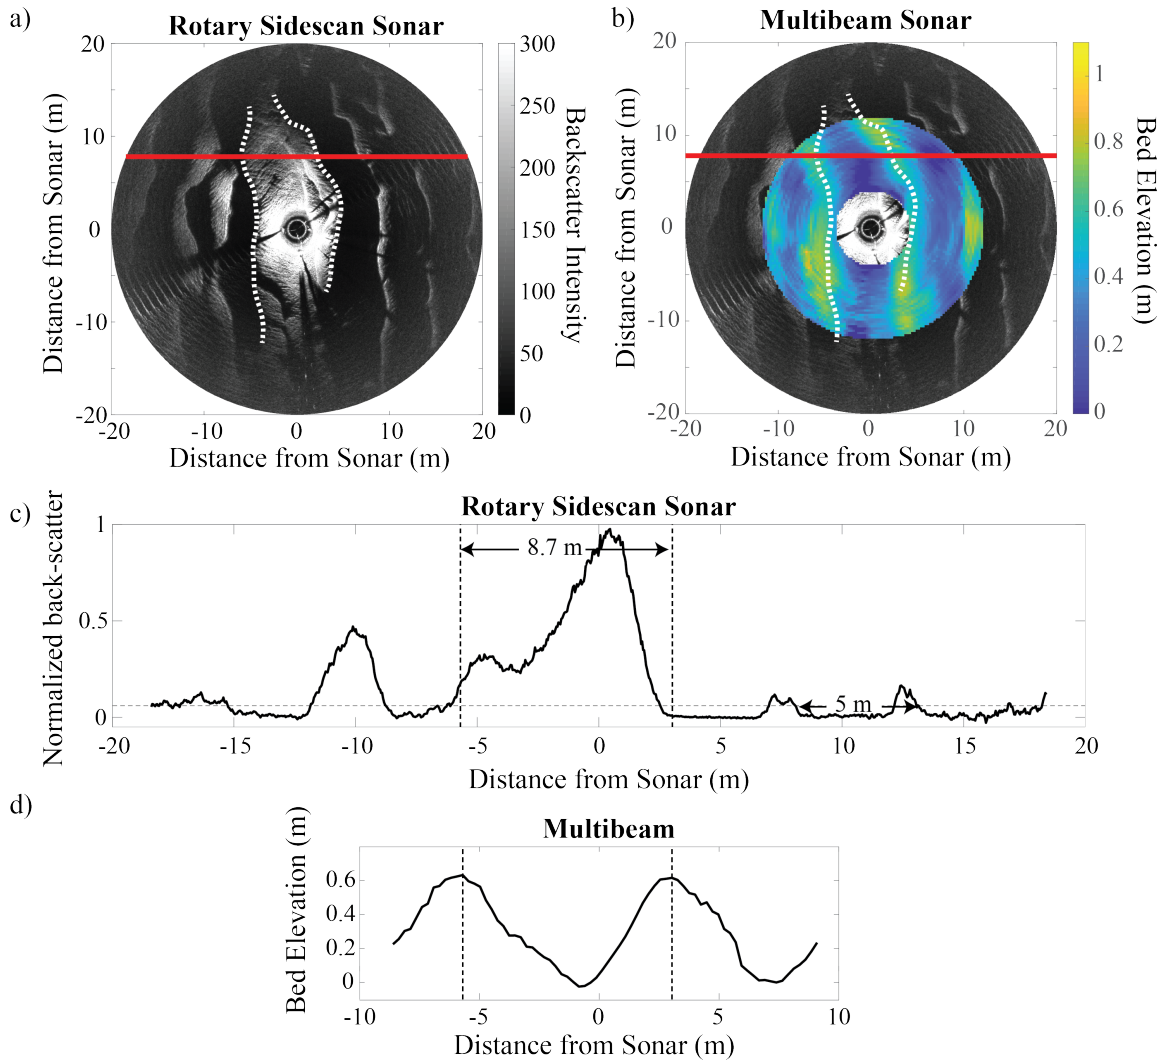 a)
Rotary Sidescan Sonar
20
10
0
-10
-20
Distance from Sonar (m)
-20
-10
0
10
20
Distance from Sonar (m)
300
250
200
150
100
50
0
Backscatter Intensity
b)
Multibeam Sonar
20
10
0
-10
-20
Distance from Sonar (m)
-20
-10
0
10
20
Distance from Sonar (m)
1
0.8
0.6
0.4
0.2
0
Bed Elevation (m)
c)
Rotary Sidescan Sonar
Normalized back-scatter
1
0.5
0
8.7 m
5 m
-20
-15
-10
-5
0
5
10
15
20
Distance from Sonar (m)
d)
Multibeam
Bed Elevation (m)
0.6
0.4
0.2
0
-10
-5
0
5
10
Distance from Sonar (m)